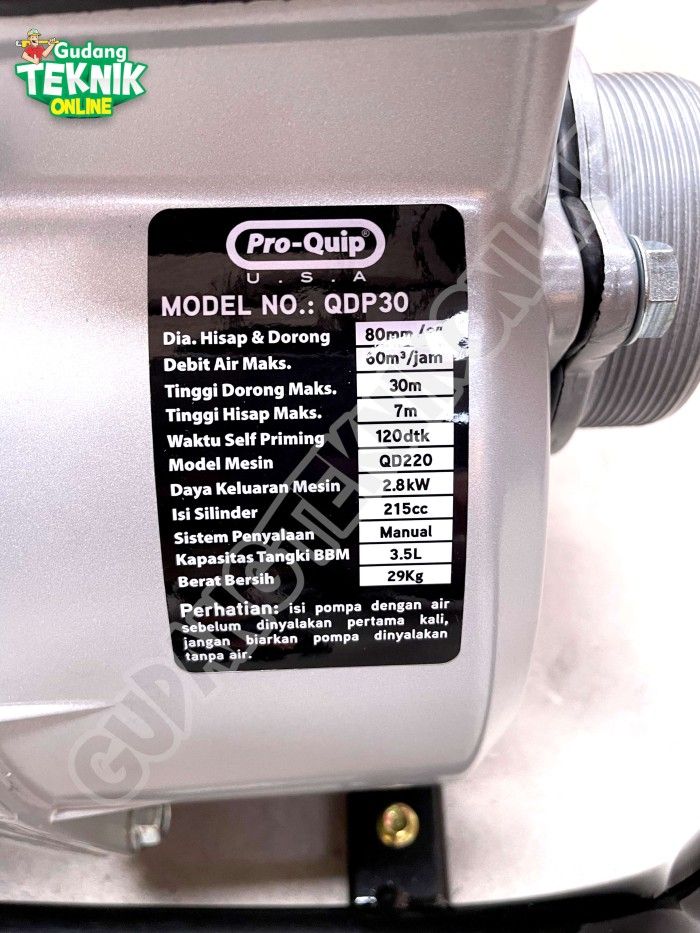 Gudang
TEKNIK
ONLINE
Pro-Quip®
U.S.A
MODEL NO.: QDP30
Dia. Hisap & Dorong 80mm
Debit Air Maks. 60m³/jam
Tinggi Dorong Maks. 30m
Tinggi Hisap Maks. 7m
Waktu Self Priming 120dtk
Model Mesin QD220
Daya Keluaran Mesin 2.8kW
Isi Silinder 215cc
Sistem Penyalaan Manual
Kapasitas Tangki BBM 3.5L
Berat Bersih 29Kg
Perhatian: isi pompa dengan air
sebelum dinyalakan pertama kali,
jangan biarkan pompa dinyalakan
tanpa air.